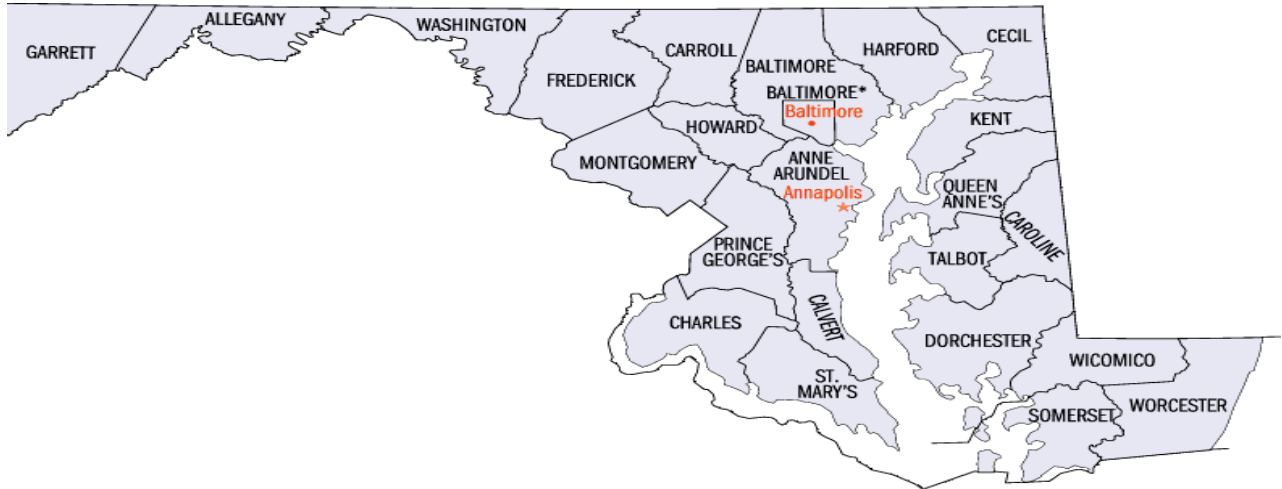 GARRETT
ALLEGANY
WASHINGTON
FREDERICK
CARROLL
BALTIMORE
HARFORD
CECIL
BALTIMORE*
Baltimore
HOWARD
KENT
MONTGOMERY
ANNE
ARUNDEL
Annapolis
*
QUEEN
ANNE'S
CAROLINE
PRINCE
GEORGE'S
TALBOT
CHARLES
CALVERT
DORCHESTER
WICOMICO
ST.
MARY'S
SOMERSET
WORCESTER